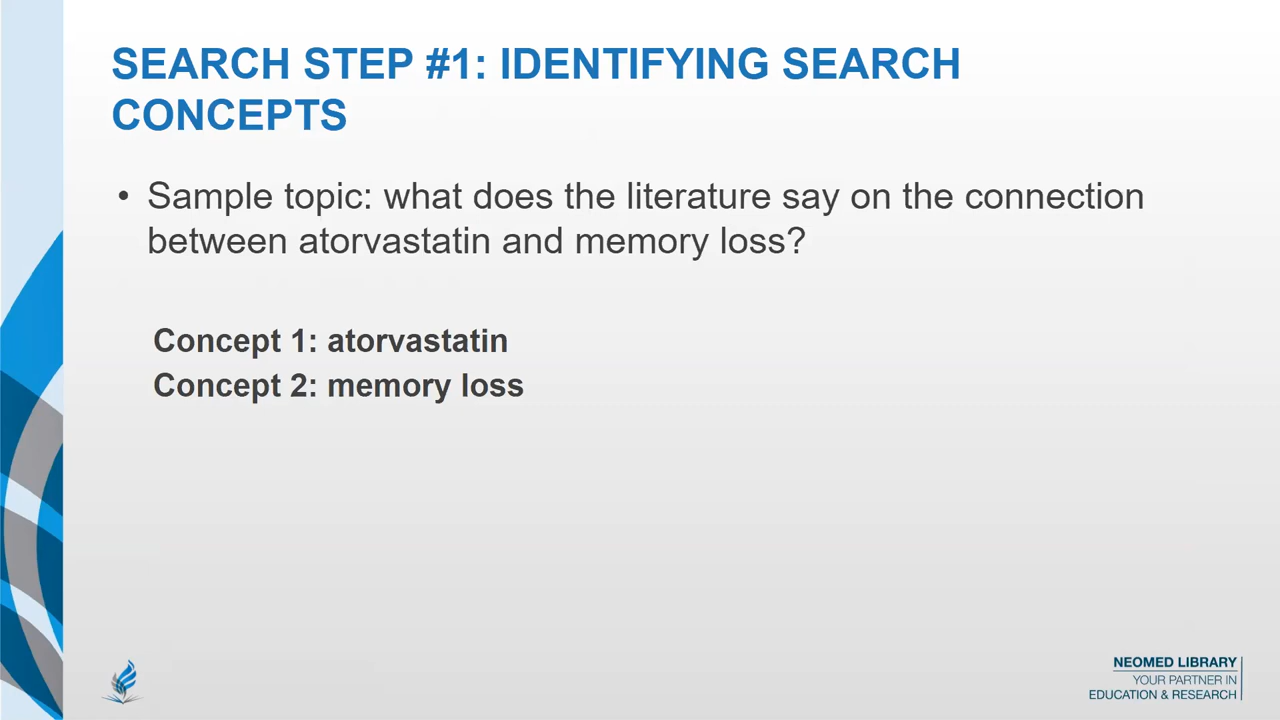 SEARCH STEP #1: IDENTIFYING SEARCH
CONCEPTS
• Sample topic: what does the literature say on the connection
between atorvastatin and memory loss?
Concept 1: atorvastatin
Concept 2: memory loss
NEOMED LIBRARY
YOUR PARTNER IN
EDUCATION & RESEARCH